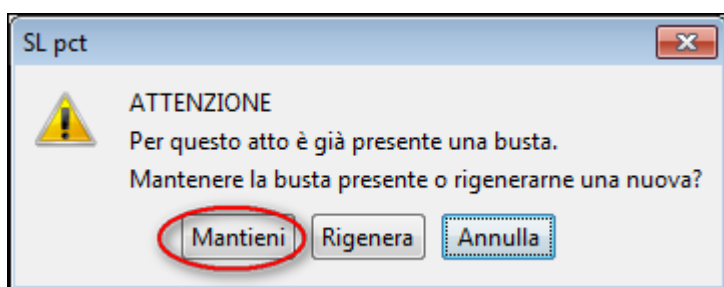 SL pct
ATTENZIONE
Per questo atto è già presente una busta.
Mantenere la busta presente o rigenerarne una nuova?
Mantieni Rigenera Annulla